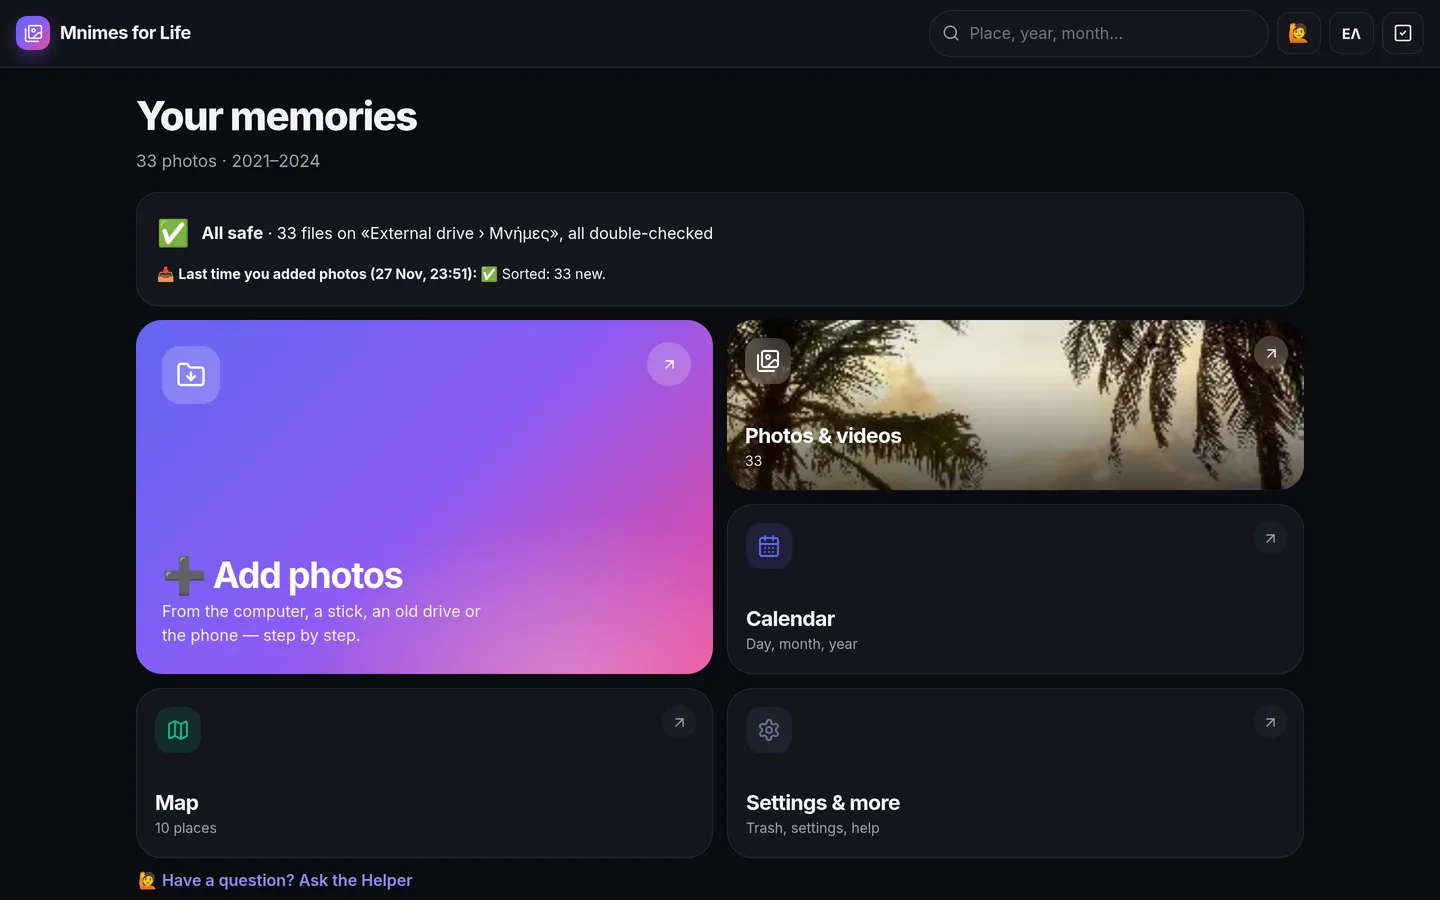 Mnimes for Life
Place, year, month...
ΕΛ
Your memories
33 photos · 2021–2024
All safe · 33 files on «External drive › Μνήμες», all double-checked
Last time you added photos (27 Nov, 23:51): ✅ Sorted: 33 new.
Add photos
From the computer, a stick, an old drive or
the phone — step by step.
Photos & videos
33
Calendar
Day, month, year
Map
10 places
Settings & more
Trash, settings, help
Have a question? Ask the Helper